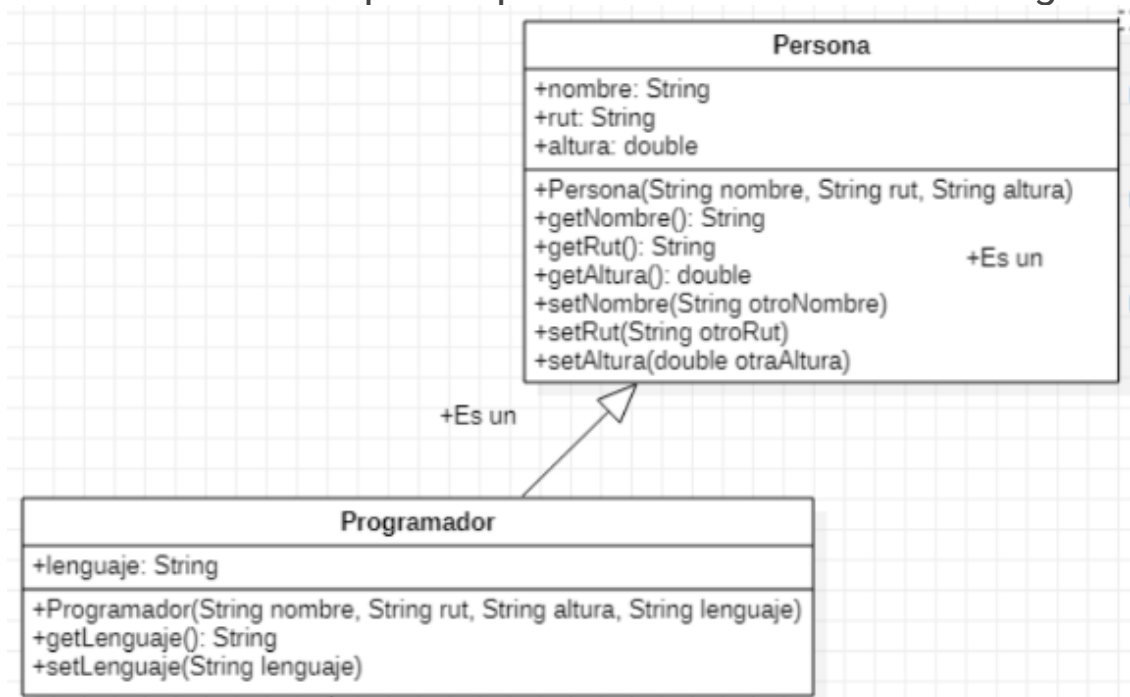 Persona
+nombre: String
+rut: String
+altura: double
+Persona(String nombre, String rut, String altura)
+getNombre(): String
+getRut(): String
+getAltura(): double
+Es un
+setNombre(String otroNombre)
+setRut(String otroRut)
+setAltura(double otraAltura)
+Es un
Programador
+lenguaje: String
+Programador(String nombre, String rut, String altura, String lenguaje)
+getLenguaje(): String
+setLenguaje(String lenguaje)